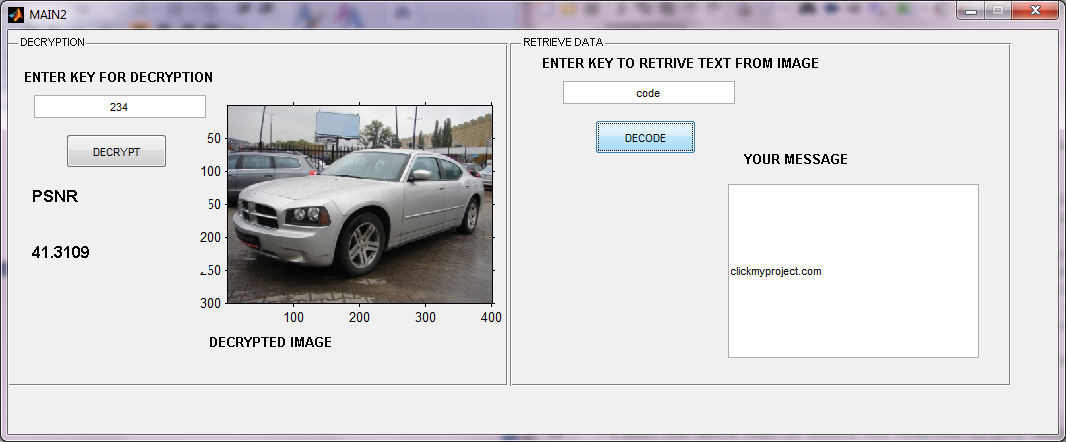 MAIN2
DECRYPTION
ENTER KEY FOR DECRYPTION
234
DECRYPT
PSNR
41.3109
50
100
50
200
50
300
100
200
300
400
DECRYPTED IMAGE
RETRIEVE DATA
ENTER KEY TO RETRIVE TEXT FROM IMAGE
code
DECODE
YOUR MESSAGE
clickmyproject.com